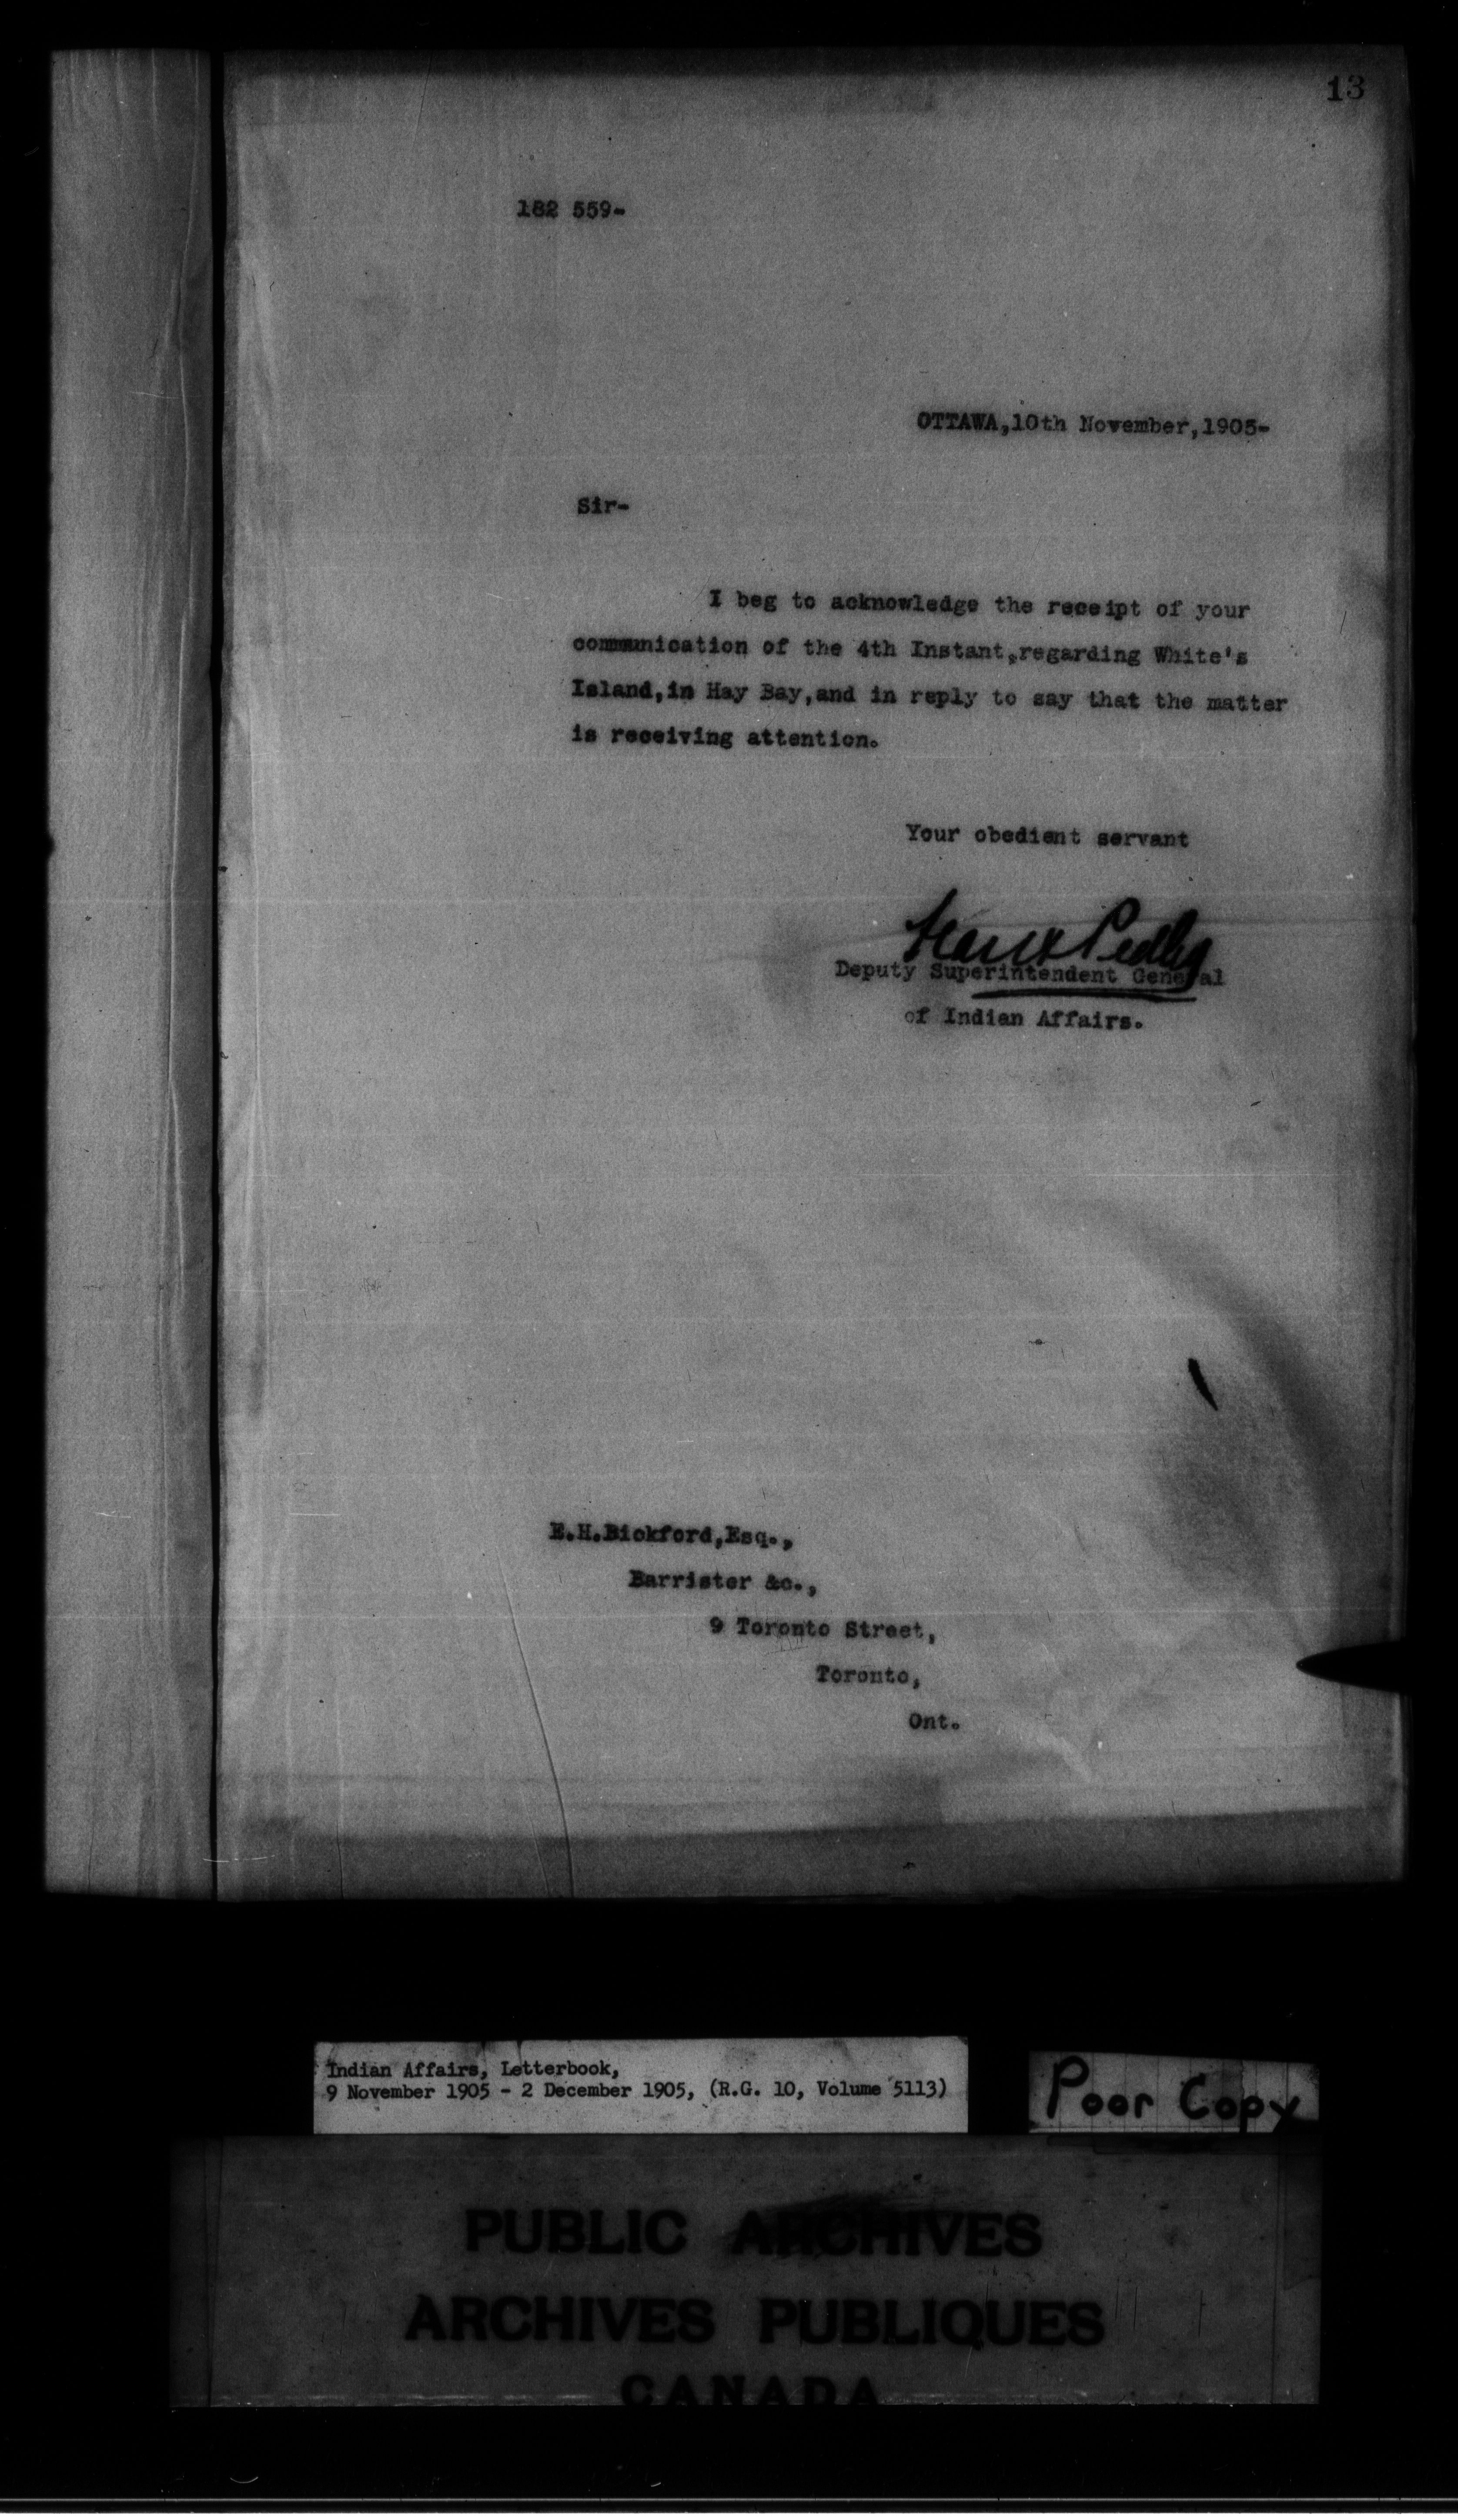 13
182 559-
OTTAWA,10th November,1905-
Sir-
I beg to acknowledge the receipt of your
communication of the 4th Instant,regarding White's
Island,in Hay Bay,and in reply to say that the matter
is receiving attention.
Your obedient servant
Frank Pedley
Deputy Superintendent General
of Indian Affairs.
E.H.Bickford,Esq.,
Barrister &c.,
9 Toronto Street,
Toronto,
Ont.
Indian Affairs, Letterbook,
9 November 1905 - 2 December 1905, (R.G. 10, Volume 5113)
Poor Copy
PUBLIC ARCHIVES
ARCHIVES PUBLIQUES
CANADA